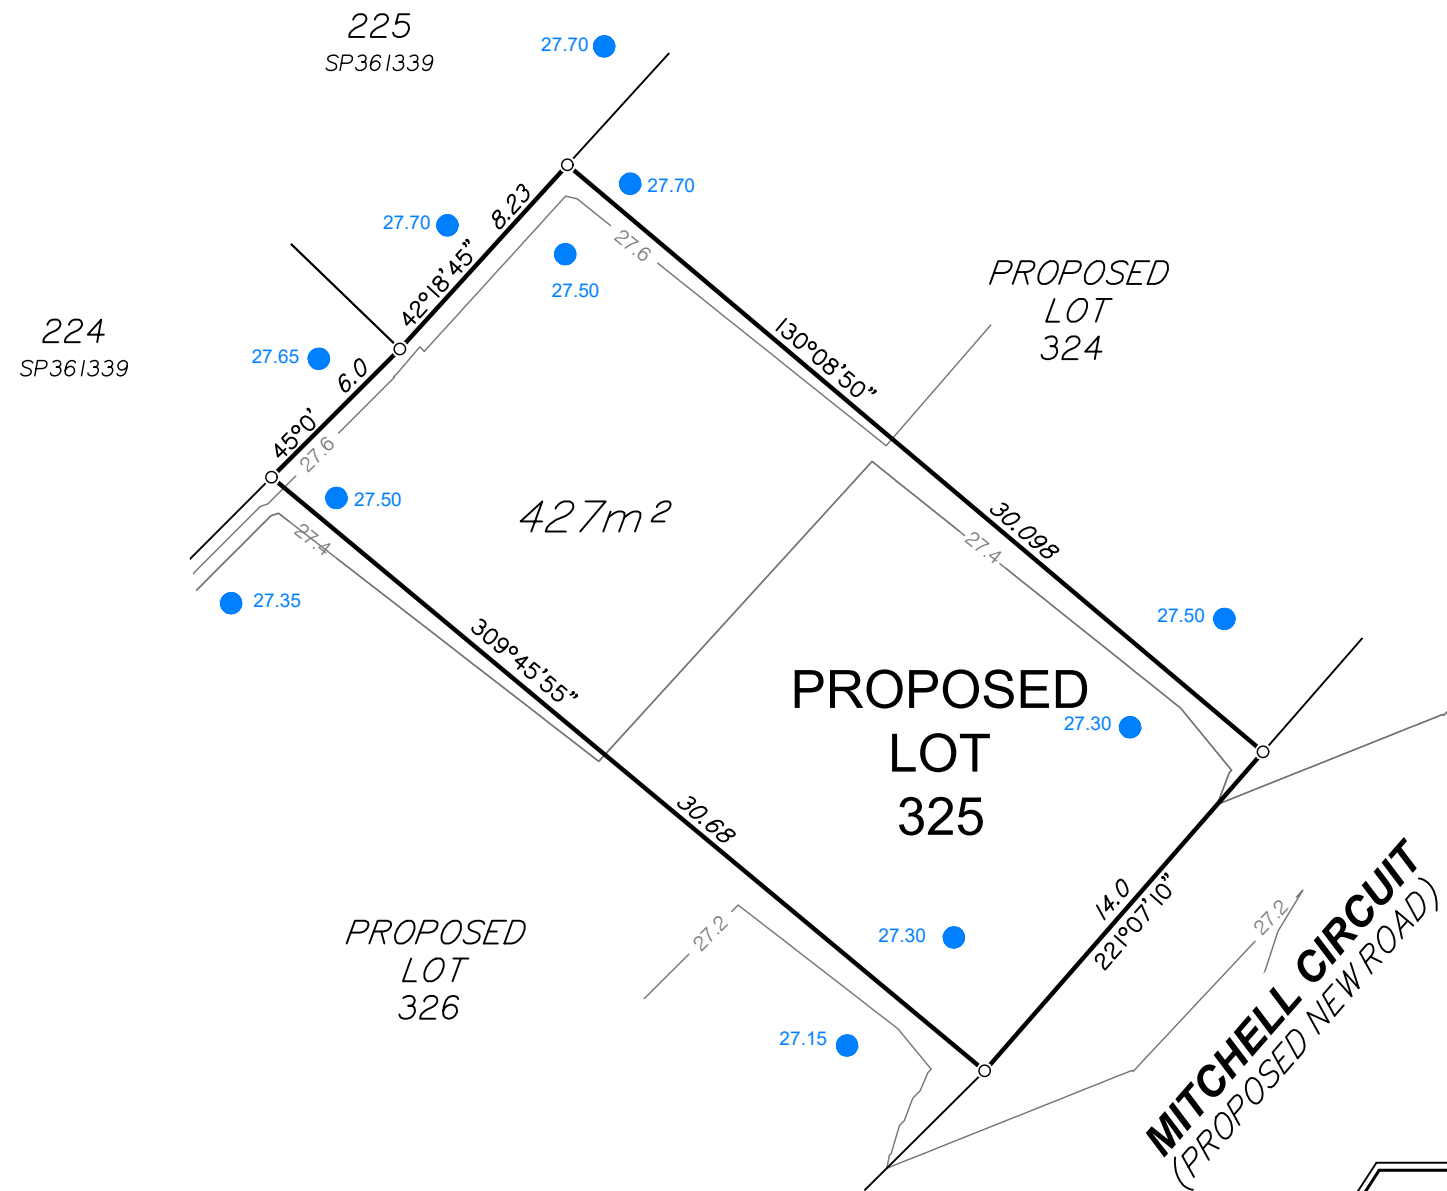 225
SP361339
27.70
27.70
27.70
8.23
42°18'45"
27.6
27.50
PROPOSED
LOT
324
224
SP361339
27.65
6.0
45°0'
27.6
130°08'50"
27.50
427m²
30.098
27.4
27.4
27.35
27.50
309°45'55"
PROPOSED
LOT
325
27.30
30.68
14.0
221°07'10"
27.2
27.2
27.30
PROPOSED
LOT
326
27.15
MITCHELL CIRCUIT
(PROPOSED NEW ROAD)